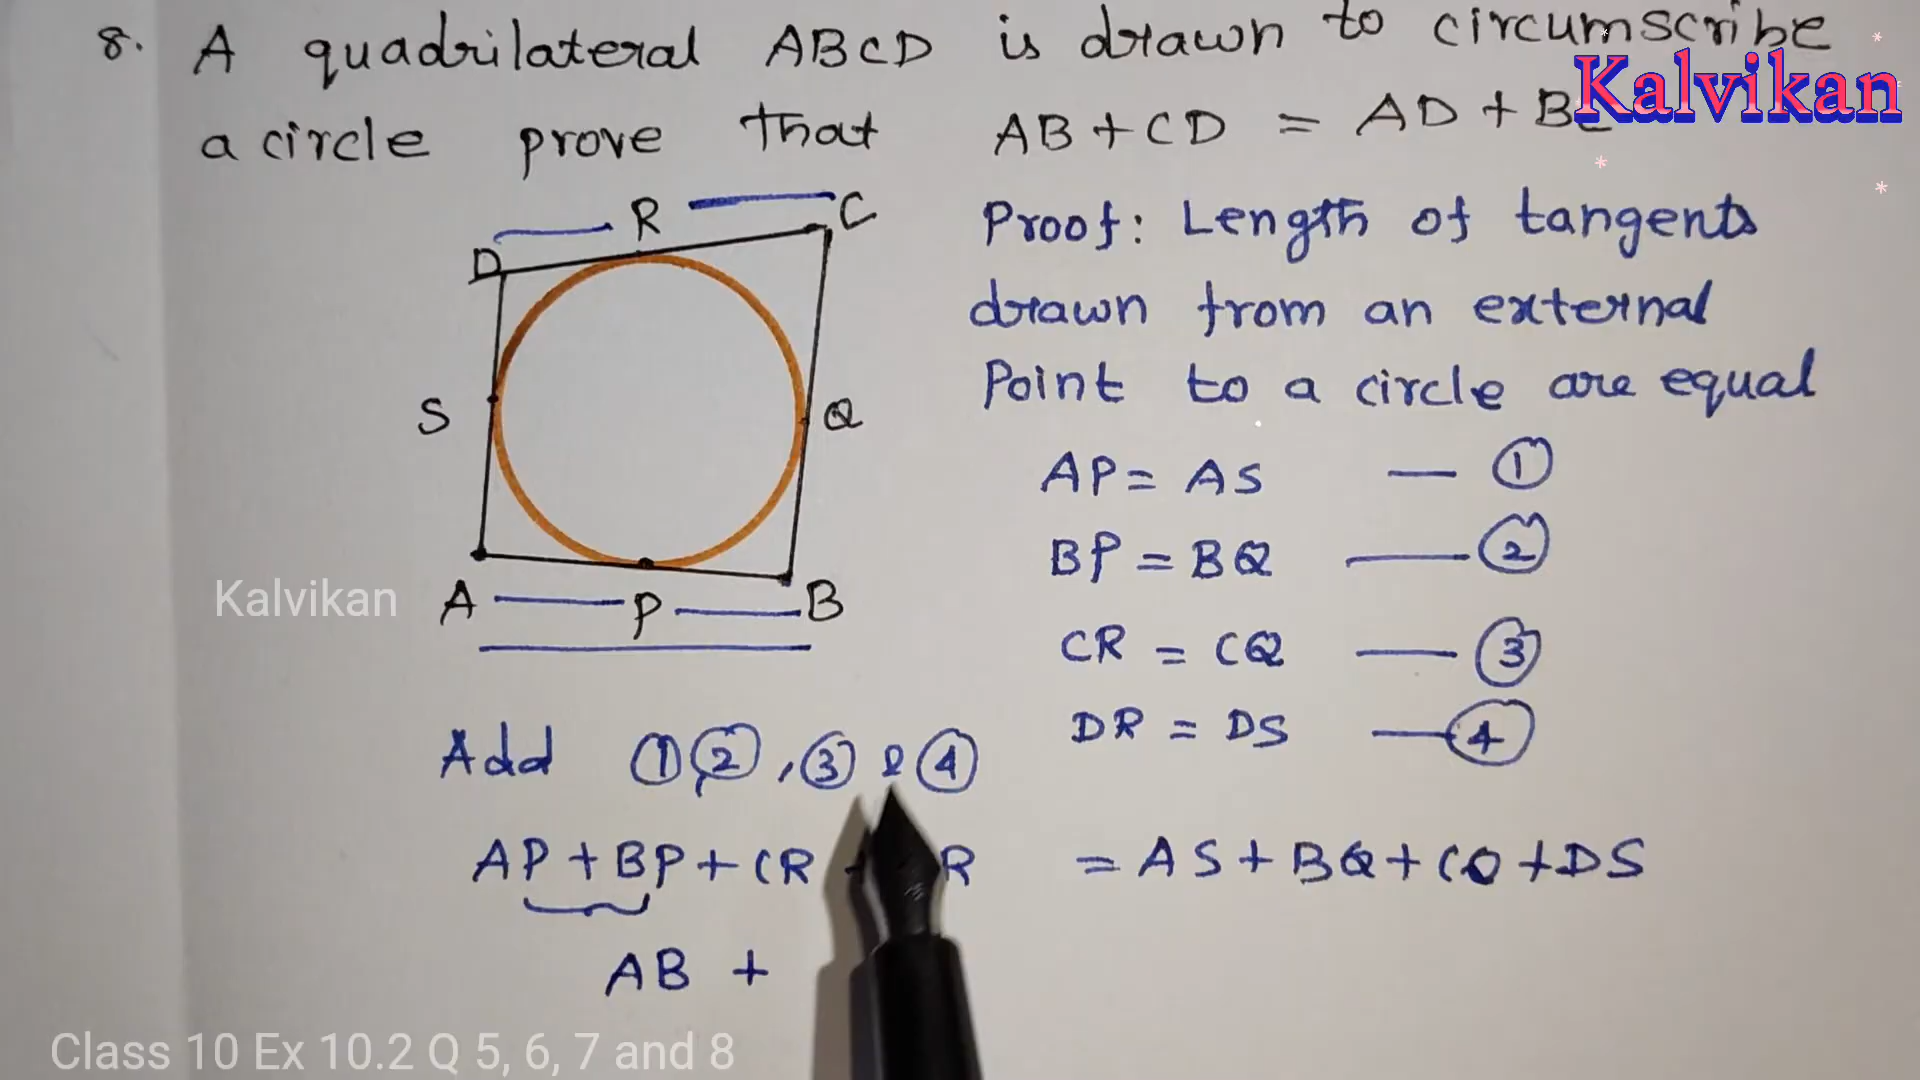 8. A quadrilateral ABCD is drawn to circumscribe
Kalvikan
a circle prove that AB + CD = AD + BC
R C
D
S Q
A P B
Kalvikan
Proof: Length of tangents
drawn from an external
Point to a circle are equal
AP = AS — ①
BP = BQ — ②
CR = CQ — ③
DR = DS — ④
Add ① ②, ③ & ④
AP + BP + CR + R = AS + BQ + CQ + DS
AB +
Class 10 Ex 10.2 Q 5, 6, 7 and 8